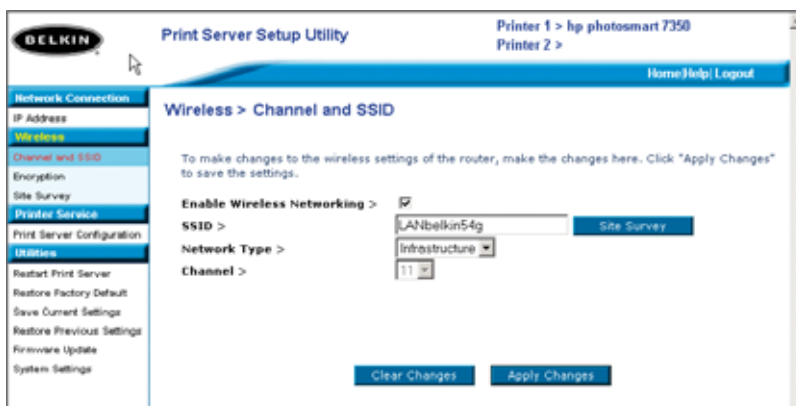 BELKIN
Print Server Setup Utility
Printer 1 > hp photosmart 7350
Printer 2 >
Home|Help| Logout
Network Connection
IP Address
Wireless
Channel and SSID
Encryption
Site Survey
Printer Service
Print Server Configuration
Utilities
Restart Print Server
Restore Factory Default
Save Current Settings
Restore Previous Settings
Firmware Update
System Settings
Wireless > Channel and SSID
To make changes to the wireless settings of the router, make the changes here. Click "Apply Changes"
to save the settings.
Enable Wireless Networking >
SSID > LANbelkin54g Site Survey
Network Type > Infrastructure
Channel > 11
Clear Changes Apply Changes